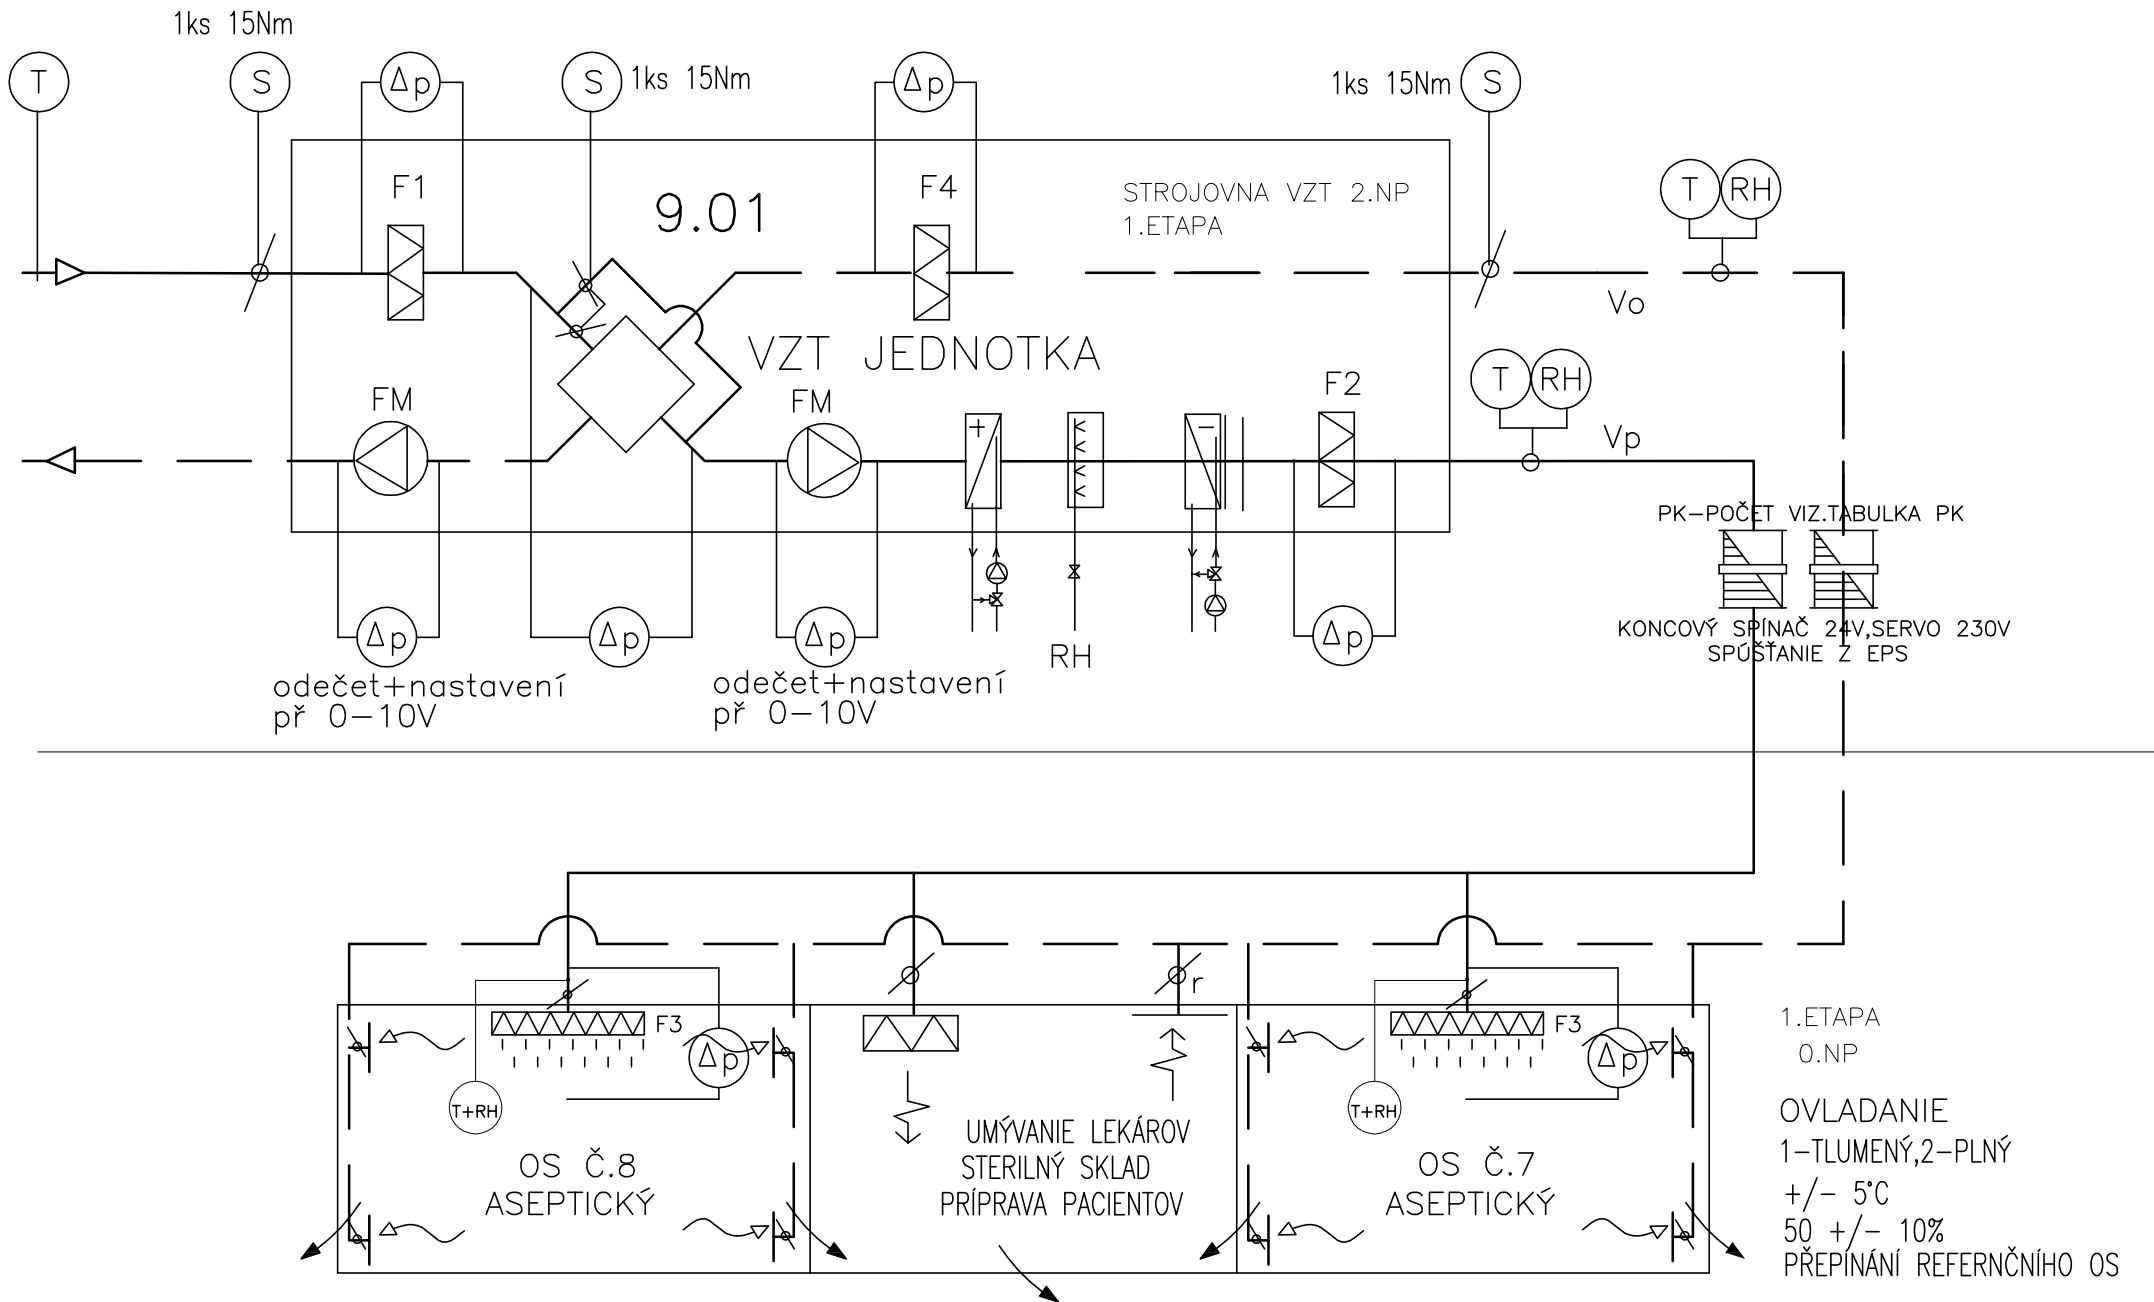 1ks 15Nm
T
S
Δp
S
1ks 15Nm
Δp
1ks 15Nm
S
F1
9.01
F4
STROJOVNA VZT 2.NP
1.ETAPA
T
RH
Vo
VZT JEDNOTKA
FM
FM
F2
T
RH
Vp
+
−
PK−POČET VIZ.TABULKA PK
KONCOVÝ SPÍNAČ 24V,SERVO 230V
SPÚŠŤANIE Z EPS
Δp
Δp
Δp
RH
Δp
odečet+nastavení
př 0−10V
odečet+nastavení
př 0−10V
r
F3
F3
Δp
Δp
T+RH
T+RH
1.ETAPA
0.NP
OS Č.8
ASEPTICKÝ
UMÝVANIE LEKÁROV
STERILNÝ SKLAD
PRÍPRAVA PACIENTOV
OS Č.7
ASEPTICKÝ
OVLADANIE
1−TLUMENÝ,2−PLNÝ
+/− 5°C
50 +/− 10%
PŘEPÍNÁNÍ REFERNČNÍHO OS